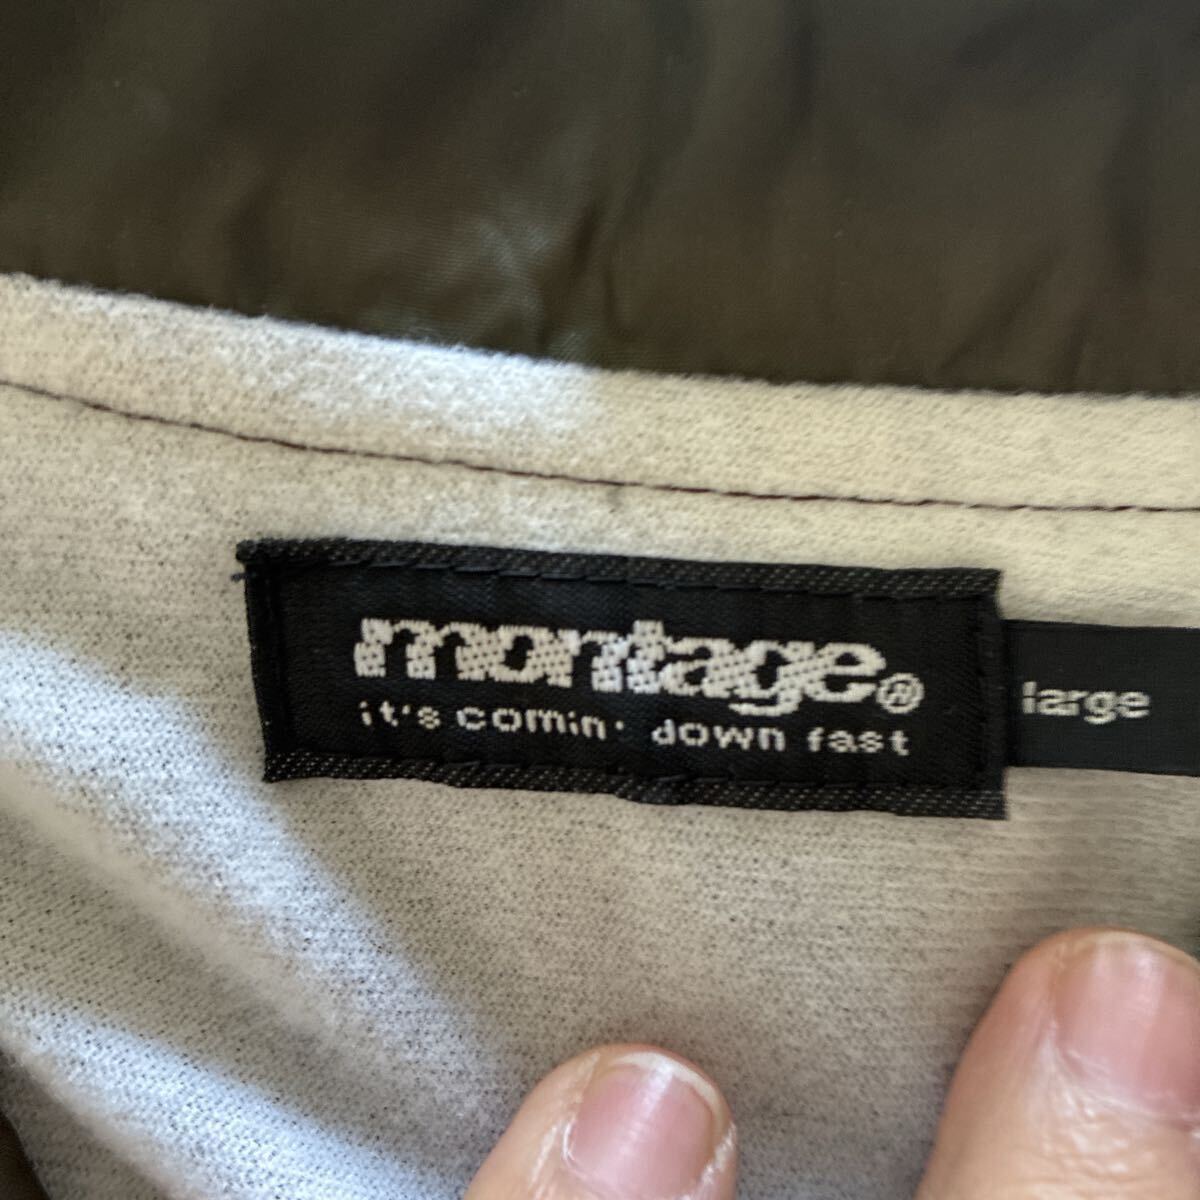 montage®
it's comin' down fast
large